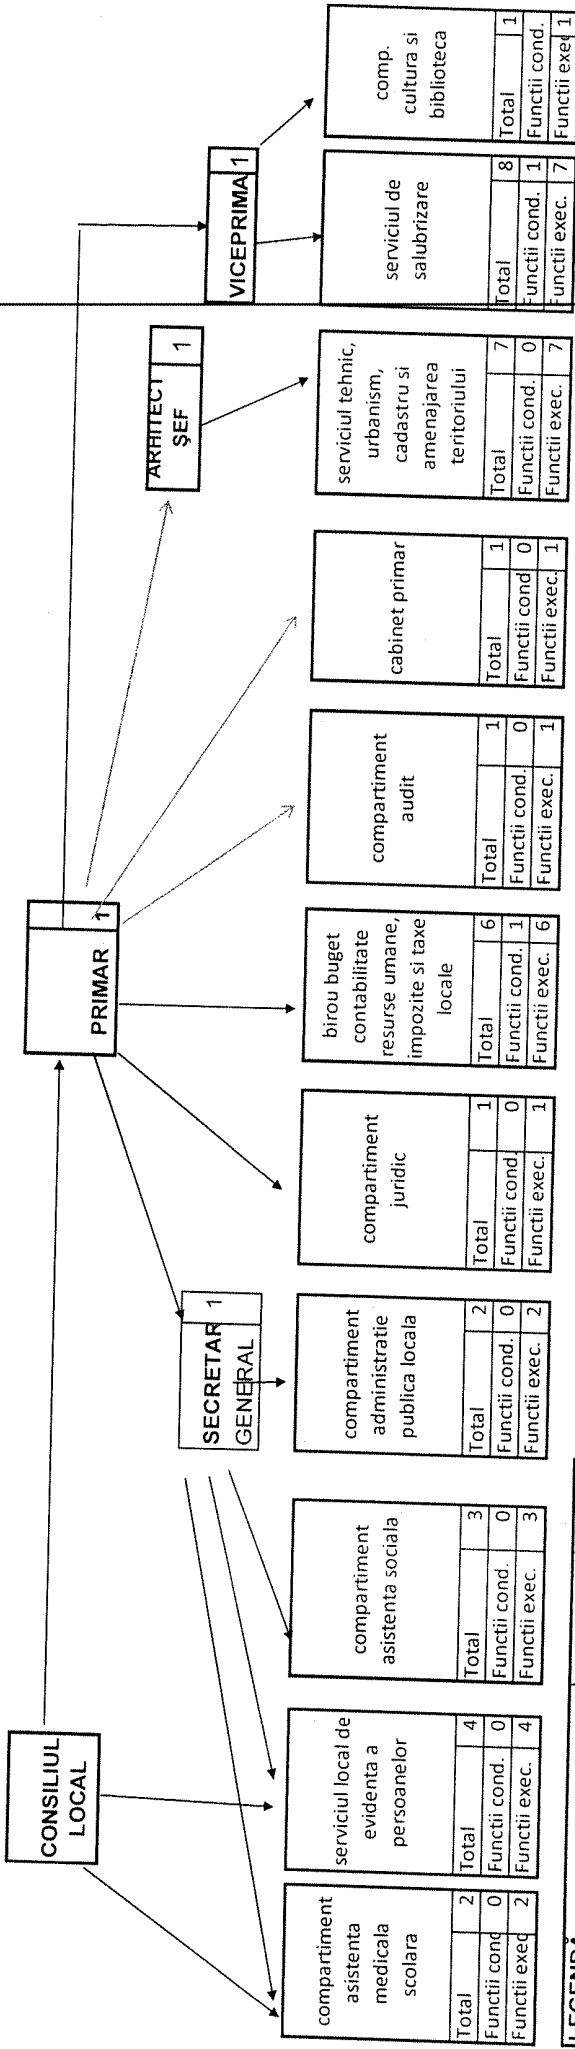 CONSILIUL
LOCAL
PRIMAR 1
SECRETAR 1
GENERAL
ARHITECT
ŞEF 1
VICEPRIMA 1
compartiment
asistenta
medicala
scolara
Total 2
Functii conc 0
Functii exec 2
serviciul local de
evidenta a
persoanelor
Total 4
Functii cond. 0
Functii exec. 4
compartiment
asistenta sociala
Total 3
Functii cond. 0
Functii exec. 3
compartiment
administratie
publica locala
Total 2
Functii cond. 0
Functii exec. 2
compartiment
juridic
Total 1
Functii cond. 0
Functii exec. 1
birou buget
contabilitate
resurse umane,
impozite si taxe
locale
Total 6
Functii cond. 1
Functii exec. 6
compartiment
audit
Total 1
Functii cond. 0
Functii exec. 1
cabinet primar
Total 1
Functii cond 0
Functii exec. 1
serviciul tehnic,
urbanism,
cadastru si
amenajarea
teritoriului
Total 7
Functii cond. 0
Functii exec. 7
serviciul de
salubrizare
Total 8
Functii cond. 1
Functii exec. 7
comp.
cultura si
biblioteca
Total 1
Functii cond.
Functii exec 1
LEGENDĂ